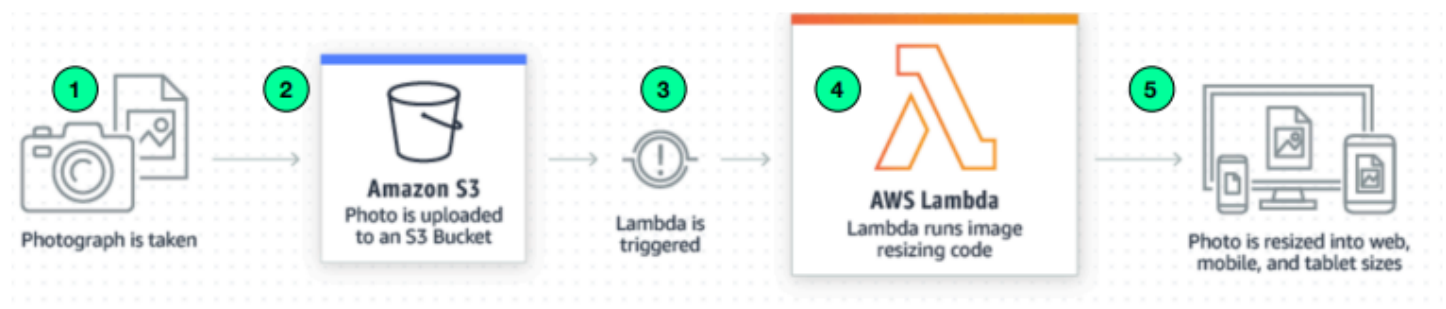 1
Photograph is taken
2
Amazon S3
Photo is uploaded
to an S3 Bucket
3
Lambda is
triggered
4
AWS Lambda
Lambda runs image
resizing code
5
Photo is resized into web,
mobile, and tablet sizes